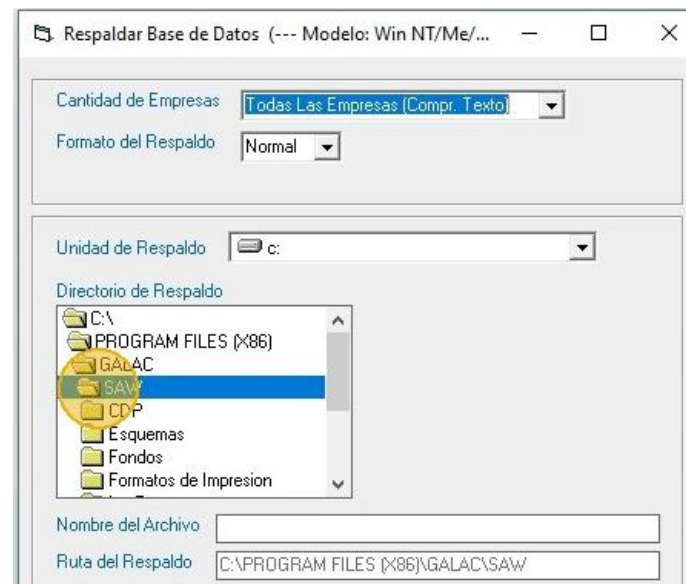 Respaldar Base de Datos (--- Modelo: Win NT/Me/...
Cantidad de Empresas Todas Las Empresas (Compr. Texto)
Formato del Respaldo Normal
Unidad de Respaldo c:
Directorio de Respaldo
C:\
PROGRAM FILES (X86)
GALAC
SAW
CDP
Esquemas
Fondos
Formatos de Impresion
Nombre del Archivo
Ruta del Respaldo C:\PROGRAM FILES (X86)\GALAC\SAW